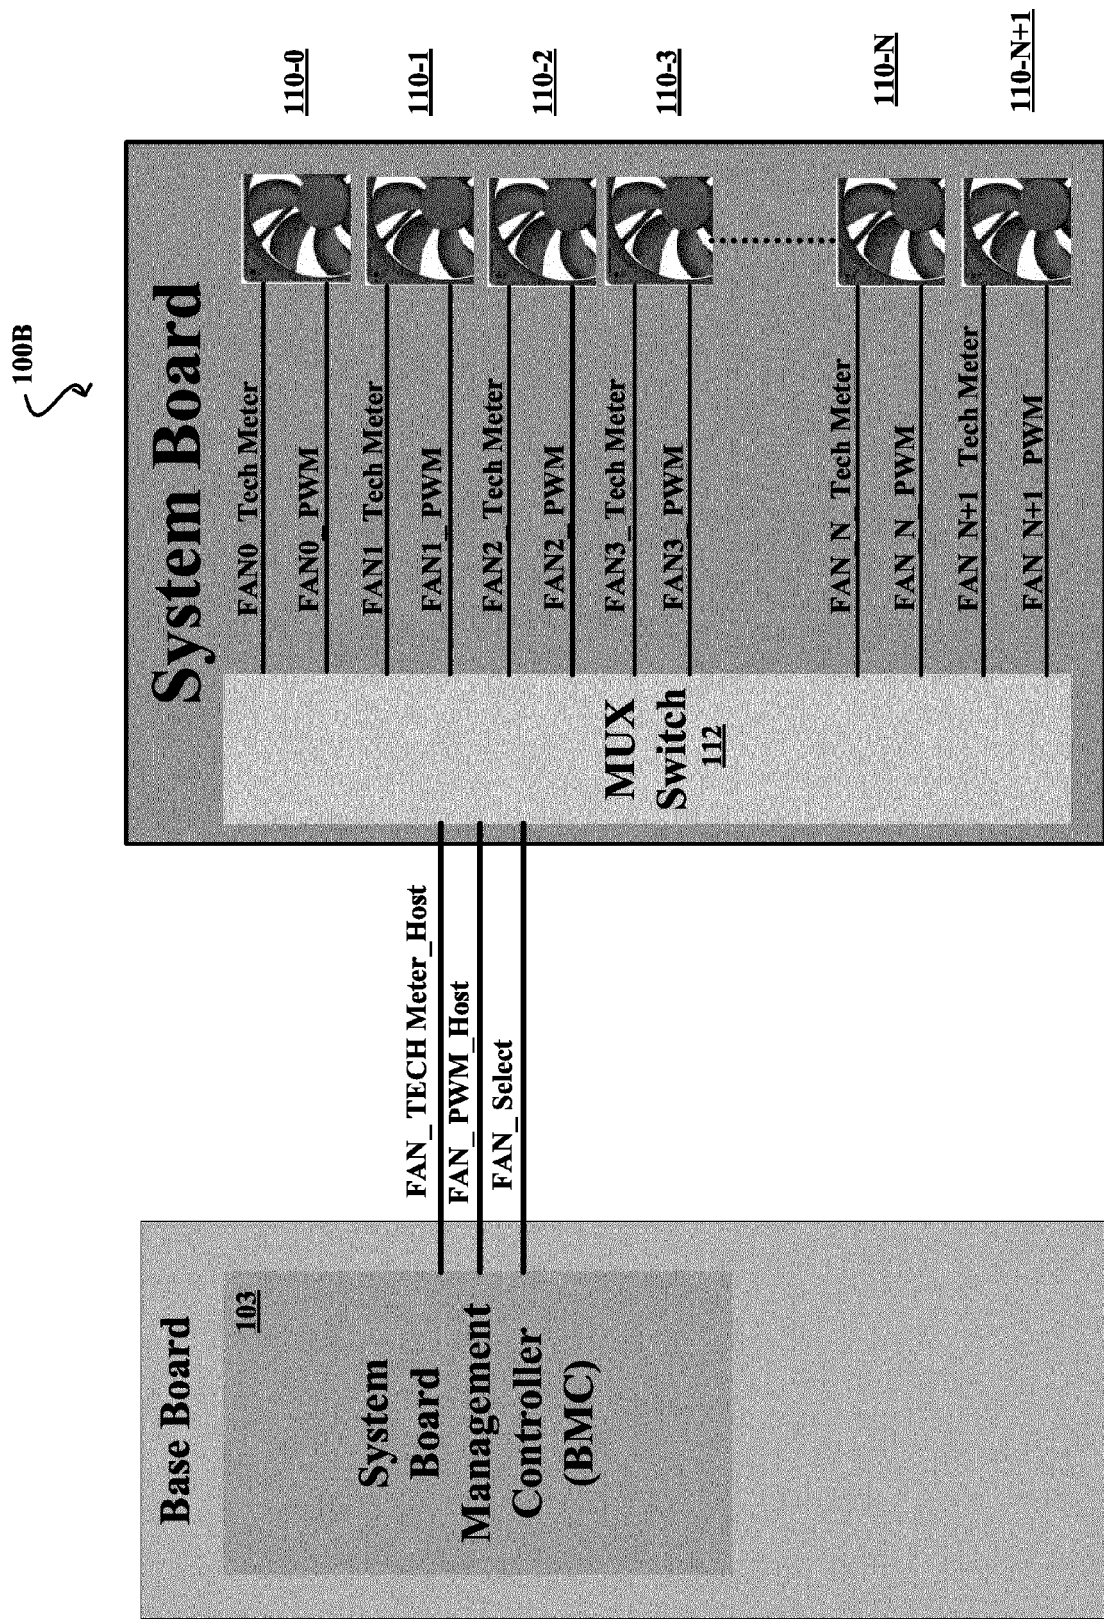 100B
Base Board
103
System
Board
Management
Controller
(BMC)
FAN_TECH Meter_Host
FAN_PWM_Host
FAN_Select
System Board
MUX
Switch
112
FAN0_Tech Meter
FAN0_PWM
FAN1_Tech Meter
FAN1_PWM
FAN2_Tech Meter
FAN2_PWM
FAN3_Tech Meter
FAN3_PWM
FAN_N_Tech Meter
FAN_N_PWM
FAN_N+1_Tech Meter
FAN_N+1_PWM
110-0
110-1
110-2
110-3
110-N
110-N+1